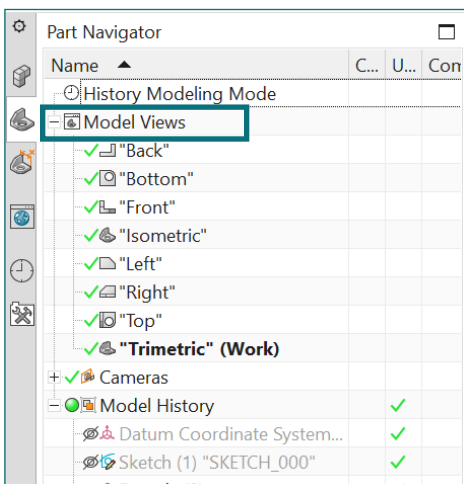 Part Navigator
Name C... U... Com
History Modeling Mode
Model Views
"Back"
"Bottom"
"Front"
"Isometric"
"Left"
"Right"
"Top"
"Trimetric" (Work)
Cameras
Model History
Datum Coordinate System...
Sketch (1) "SKETCH_000"